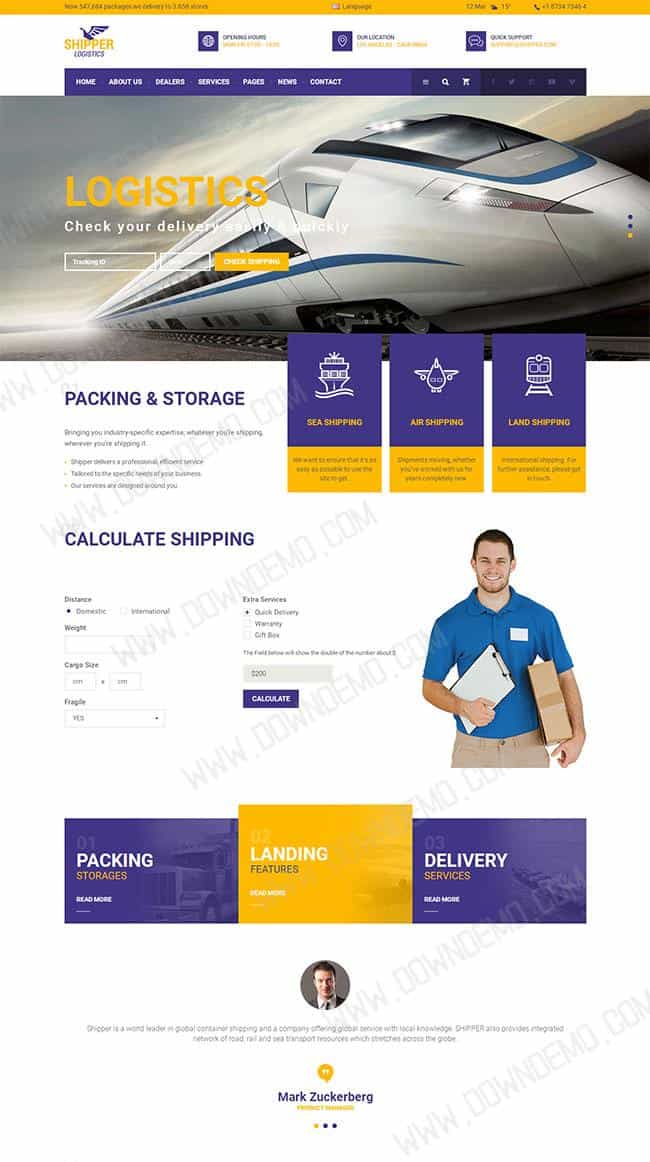 Now 547,684 packages we delivery to 3.658 stores
Language
12 Mar
15°
+1 8734 7346 4
SHIPPER
LOGISTICS
OPENING HOURS
OUR LOCATION
LOS ANGELES - CALIFORNIA
QUICK SUPPORT
SUPPORT@SHIPPER.COM
HOME
ABOUT US
DEALERS
SERVICES
PAGES
NEWS
CONTACT
LOGISTICS
Check your delivery easily & quickly
Tracking ID
CHECK SHIPPING
PACKING & STORAGE
Bringing you industry-specific expertise, whatever you're shipping,
wherever you're shipping it.
Shipper delivers a professional, efficient service
Tailored to the specific needs of your business.
Our services are designed around you.
SEA SHIPPING
We want to ensure that it's as
easy as possible to use the
site to get.
AIR SHIPPING
Shipments moving, whether
you've worked with us for
years completely new.
LAND SHIPPING
International shipping. For
further assistance, please get
in touch.
CALCULATE SHIPPING
Distance
Domestic
International
Weight
Cargo Size
cm x cm
Fragile
YES
Extra Services
Quick Delivery
Warranty
Gift Box
The Field below will show the double of the number about $
$200
CALCULATE
01
PACKING
STORAGES
READ MORE
02
LANDING
FEATURES
READ MORE
03
DELIVERY
SERVICES
READ MORE
Shipper is a world leader in global container shipping and a company offering global service with local knowledge. SHIPPER also provides integrated
network of road, rail and sea transport resources which stretches across the globe.
Mark Zuckerberg
PRODUCT MANAGER
WWW.DOWNDEMO.COM